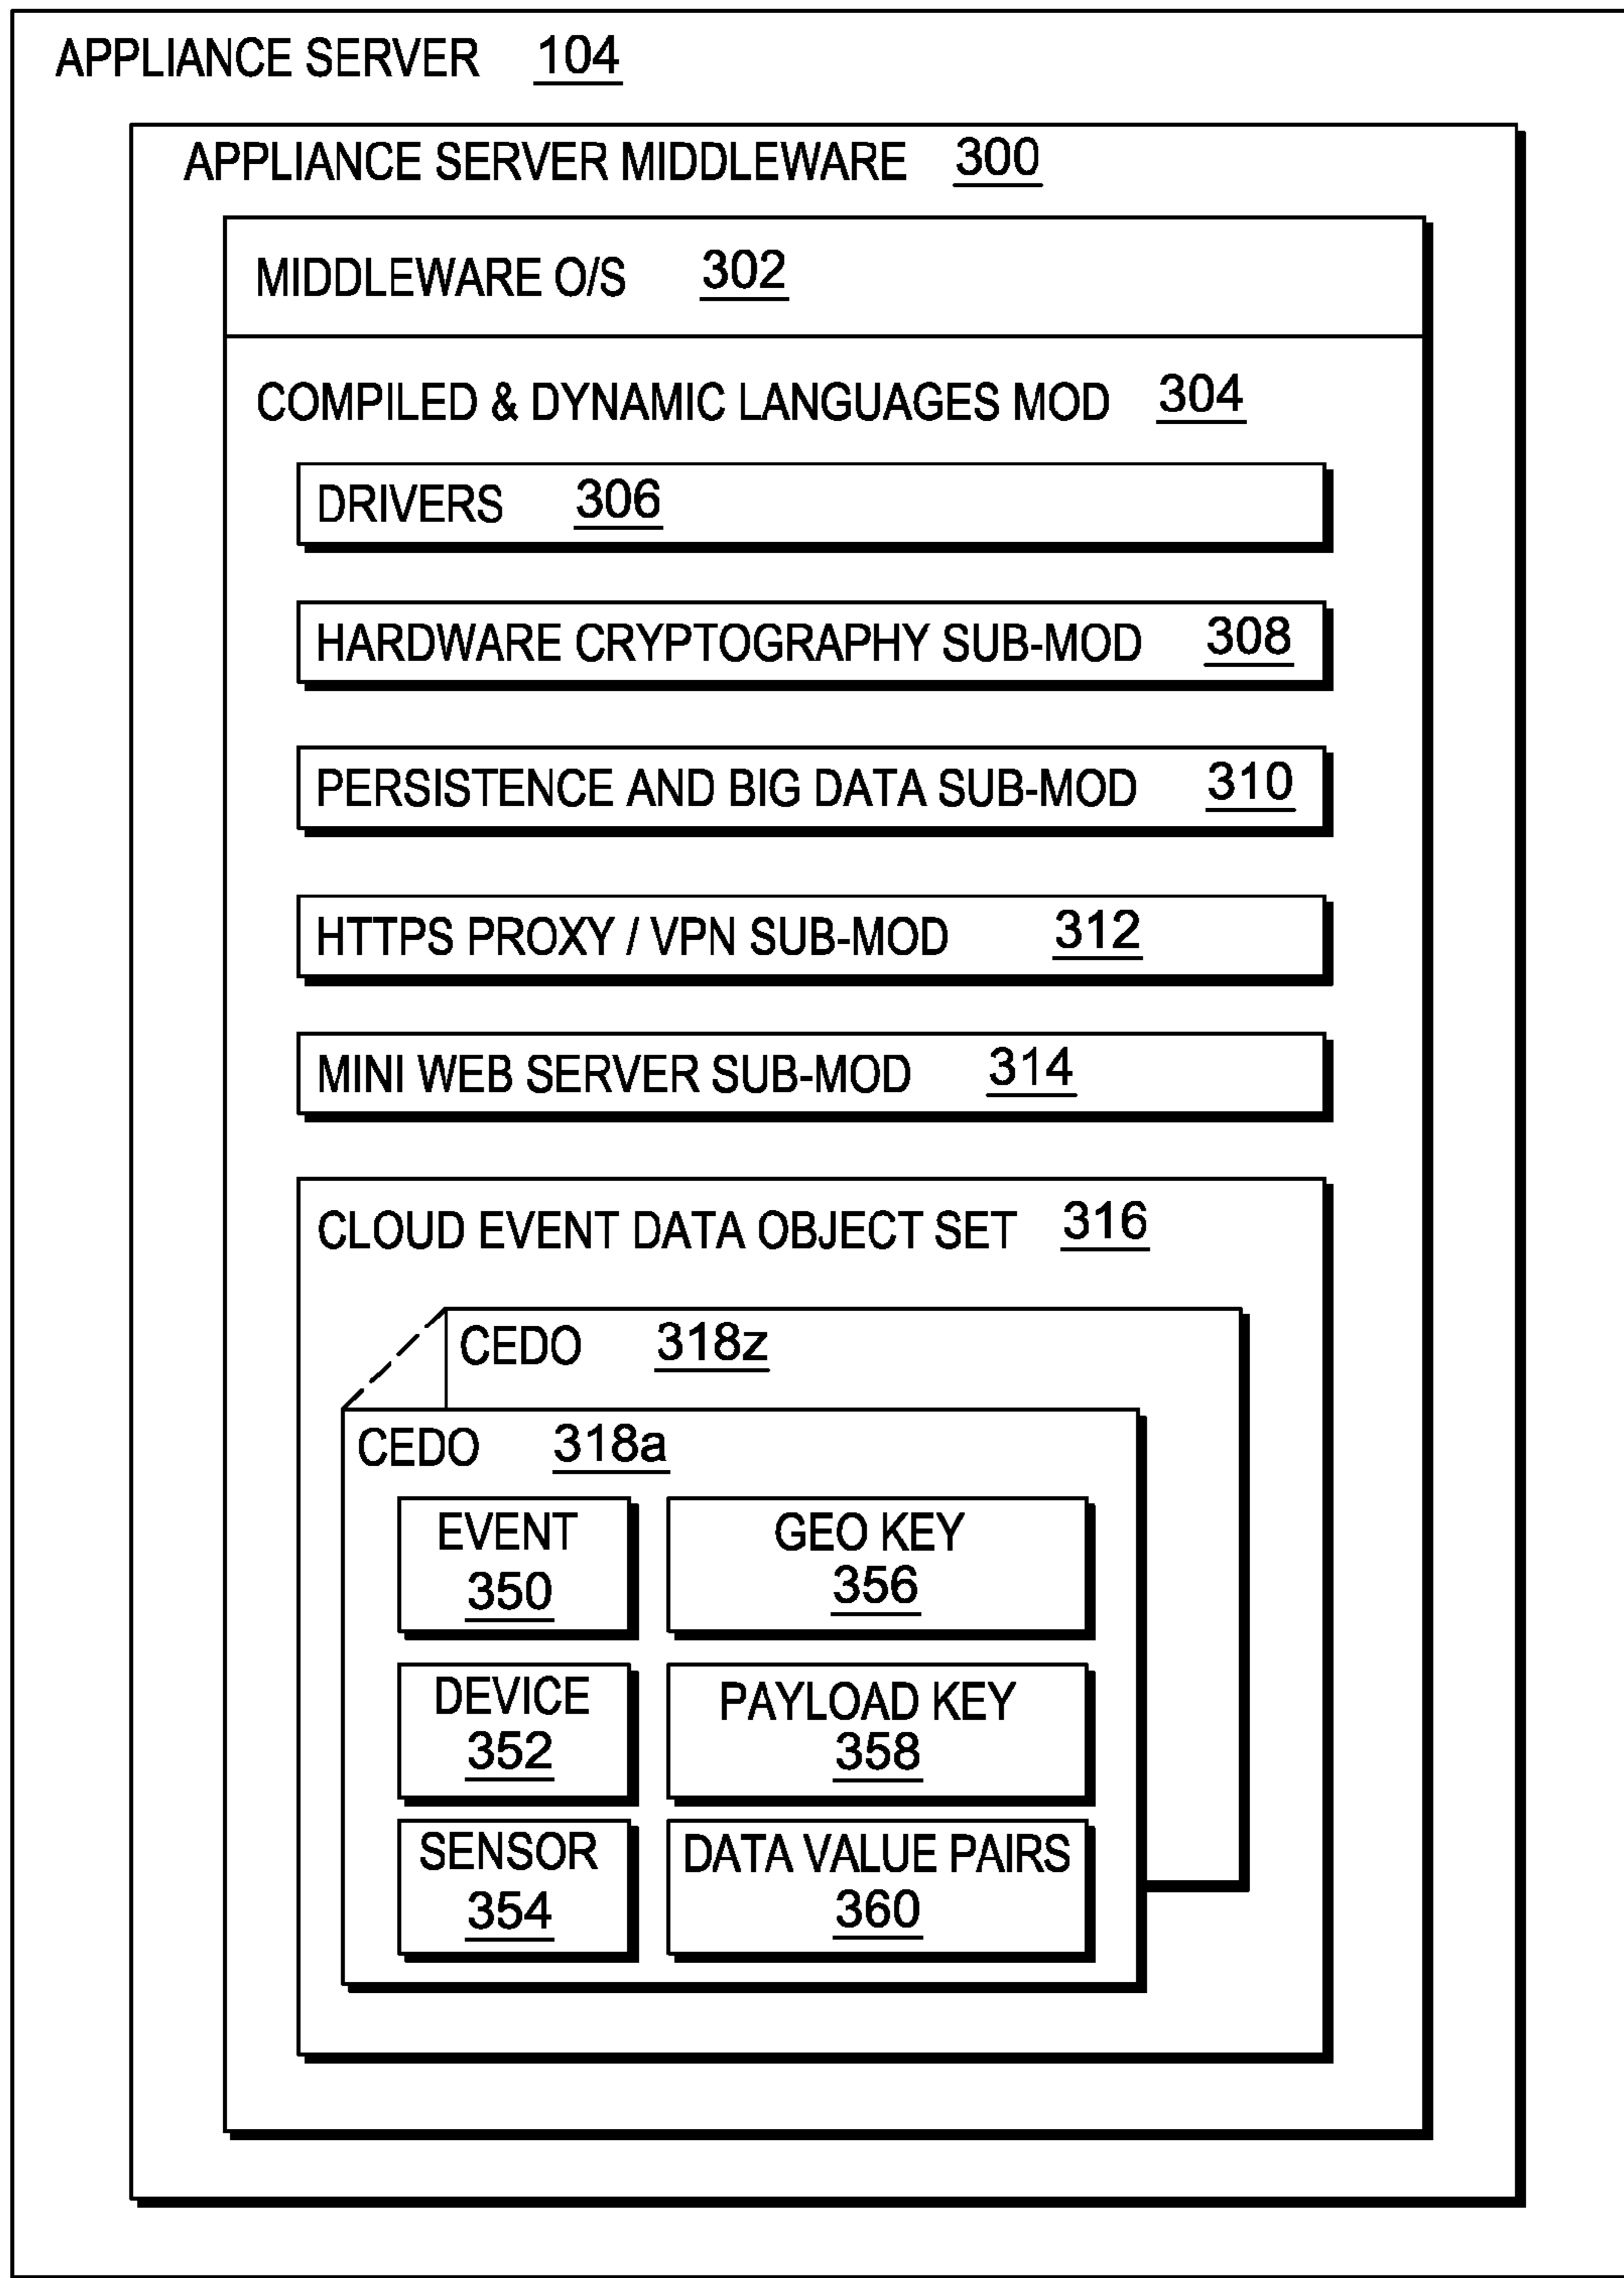 APPLIANCE SERVER 104
APPLIANCE SERVER MIDDLEWARE 300
MIDDLEWARE O/S 302
COMPILED & DYNAMIC LANGUAGES MOD 304
DRIVERS 306
HARDWARE CRYPTOGRAPHY SUB-MOD 308
PERSISTENCE AND BIG DATA SUB-MOD 310
HTTPS PROXY / VPN SUB-MOD 312
MINI WEB SERVER SUB-MOD 314
CLOUD EVENT DATA OBJECT SET 316
CEDO 318z
CEDO 318a
EVENT
350
GEO KEY
356
DEVICE
352
PAYLOAD KEY
358
SENSOR
354
DATA VALUE PAIRS
360